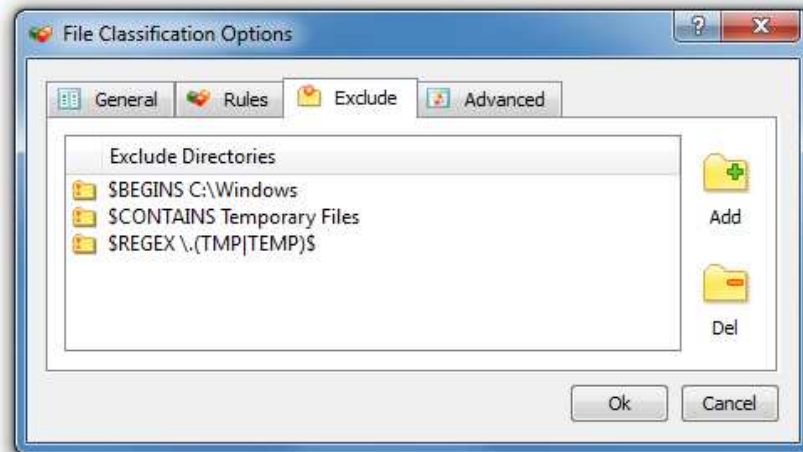 File Classification Options
General Rules Exclude Advanced
Exclude Directories
$BEGINS C:\Windows
$CONTAINS Temporary Files
$REGEX \.(TMP|TEMP)$
Add
Del
Ok Cancel